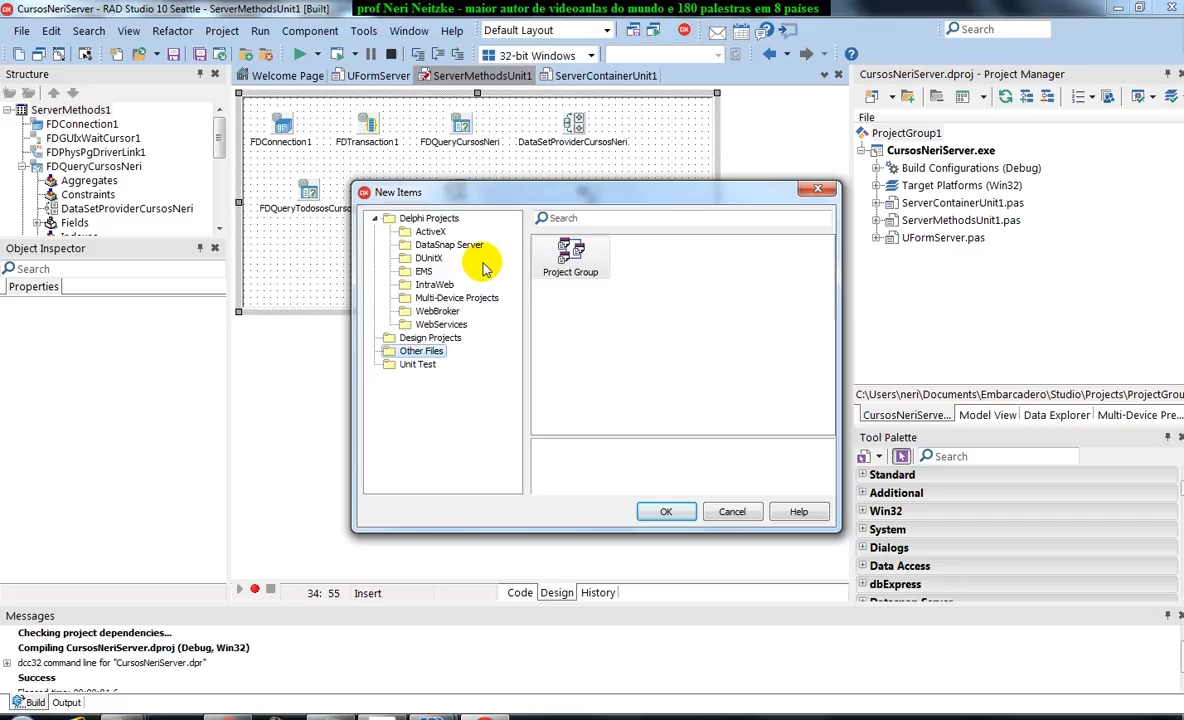 CursosNeriServer - RAD Studio 10 Seattle - ServerMethodsUnit1 [Built]
prof Neri Neitzke - maior autor de videoaulas do mundo e 180 palestras em 8 países
File Edit Search View Refactor Project Run Component Tools Window Help
Default Layout
Search
32-bit Windows
Structure
ServerMethods1
FDConnection1
FDGUIxWaitCursor1
FDPhysPgDriverLink1
FDQueryCursosNeri
Aggregates
Constraints
DataSetProviderCursosNeri
Fields
Object Inspector
Search
Properties
Welcome Page UFormServer ServerMethodsUnit1 ServerContainerUnit1
FDConnection1 FDTransaction1 FDQueryCursosNeri DataSetProviderCursosNeri
FDQueryTodososCurso
New Items
Delphi Projects
ActiveX
DataSnap Server
DUnitX
EMS
IntraWeb
Multi-Device Projects
WebBroker
WebServices
Design Projects
Other Files
Unit Test
Search
Project Group
OK Cancel Help
34: 55 Insert
Code Design History
CursosNeriServer.dproj - Project Manager
File
ProjectGroup1
CursosNeriServer.exe
Build Configurations (Debug)
Target Platforms (Win32)
ServerContainerUnit1.pas
ServerMethodsUnit1.pas
UFormServer.pas
C:\Users\neri\Documents\Embarcadero\Studio\Projects\ProjectGrou
CursosNeriServe... Model View Data Explorer Multi-Device Pre...
Tool Palette
Search
Standard
Additional
Win32
System
Dialogs
Data Access
dbExpress
Datasnap Server
Messages
Checking project dependencies...
Compiling CursosNeriServer.dproj (Debug, Win32)
dcc32 command line for "CursosNeriServer.dpr"
Success
Build Output